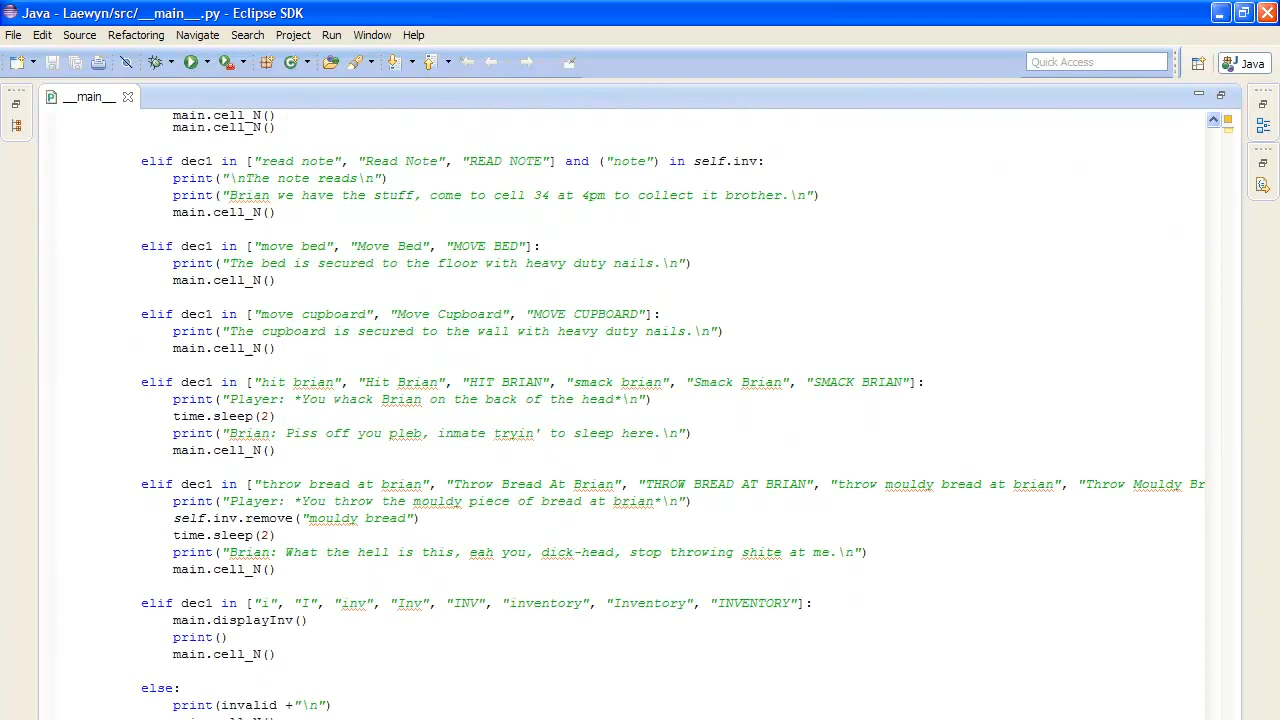 Java - Laewyn/src/__main__.py - Eclipse SDK
File Edit Source Refactoring Navigate Search Project Run Window Help
Quick Access
Java
__main__
main.cell_N()
main.cell_N()
elif dec1 in ["read note", "Read Note", "READ NOTE"] and ("note") in self.inv:
print("\nThe note reads\n")
print("Brian we have the stuff, come to cell 34 at 4pm to collect it brother.\n")
main.cell_N()
elif dec1 in ["move bed", "Move Bed", "MOVE BED"]:
print("The bed is secured to the floor with heavy duty nails.\n")
main.cell_N()
elif dec1 in ["move cupboard", "Move Cupboard", "MOVE CUPBOARD"]:
print("The cupboard is secured to the wall with heavy duty nails.\n")
main.cell_N()
elif dec1 in ["hit brian", "Hit Brian", "HIT BRIAN", "smack brian", "Smack Brian", "SMACK BRIAN"]:
print("Player: *You whack Brian on the back of the head*\n")
time.sleep(2)
print("Brian: Piss off you pleb, inmate tryin' to sleep here.\n")
main.cell_N()
elif dec1 in ["throw bread at brian", "Throw Bread At Brian", "THROW BREAD AT BRIAN", "throw mouldy bread at brian", "Throw Mouldy Br
print("Player: *You throw the mouldy piece of bread at brian*\n")
self.inv.remove("mouldy bread")
time.sleep(2)
print("Brian: What the hell is this, eah you, dick-head, stop throwing shite at me.\n")
main.cell_N()
elif dec1 in ["i", "I", "inv", "Inv", "INV", "inventory", "Inventory", "INVENTORY"]:
main.displayInv()
print()
main.cell_N()
else:
print(invalid +"\n")